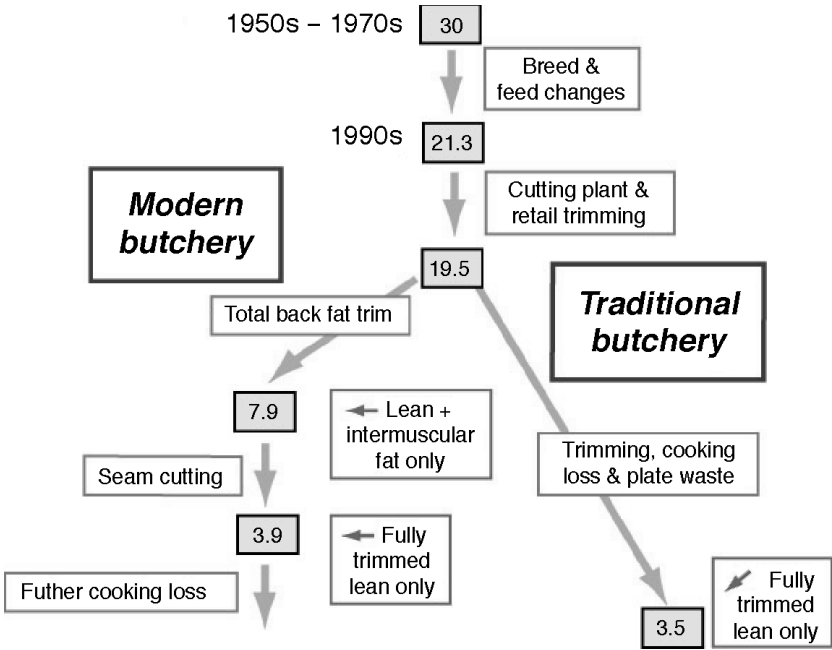 1950s – 1970s
30
Breed &
feed changes
1990s
21.3
Modern
butchery
Cutting plant &
retail trimming
19.5
Total back fat trim
Traditional
butchery
7.9
Lean +
intermuscular
fat only
Trimming, cooking
loss & plate waste
Seam cutting
3.9
Fully
trimmed
lean only
Futher cooking loss
3.5
Fully
trimmed
lean only